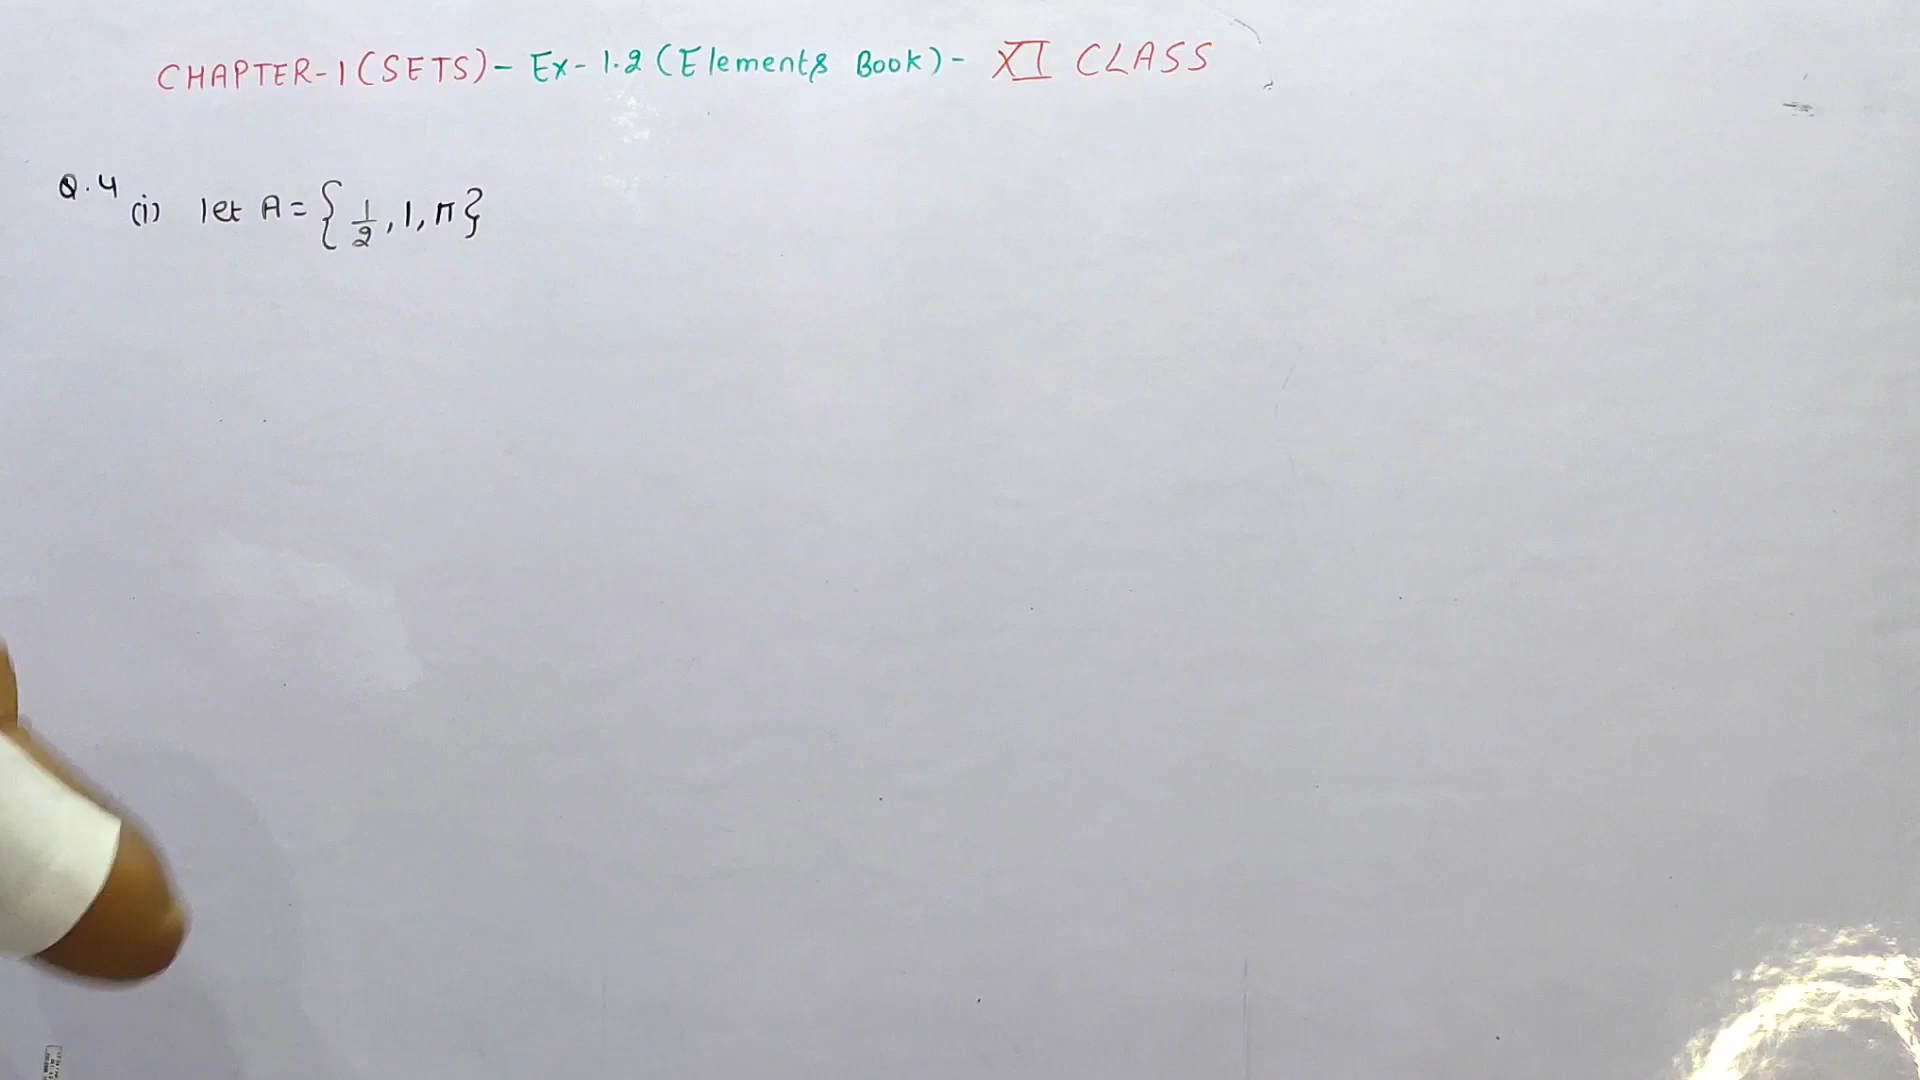 CHAPTER-1(SETS)- Ex-1.2(Elements Book)- XI CLASS
Q.4
(i) let A={1/2,1,π}